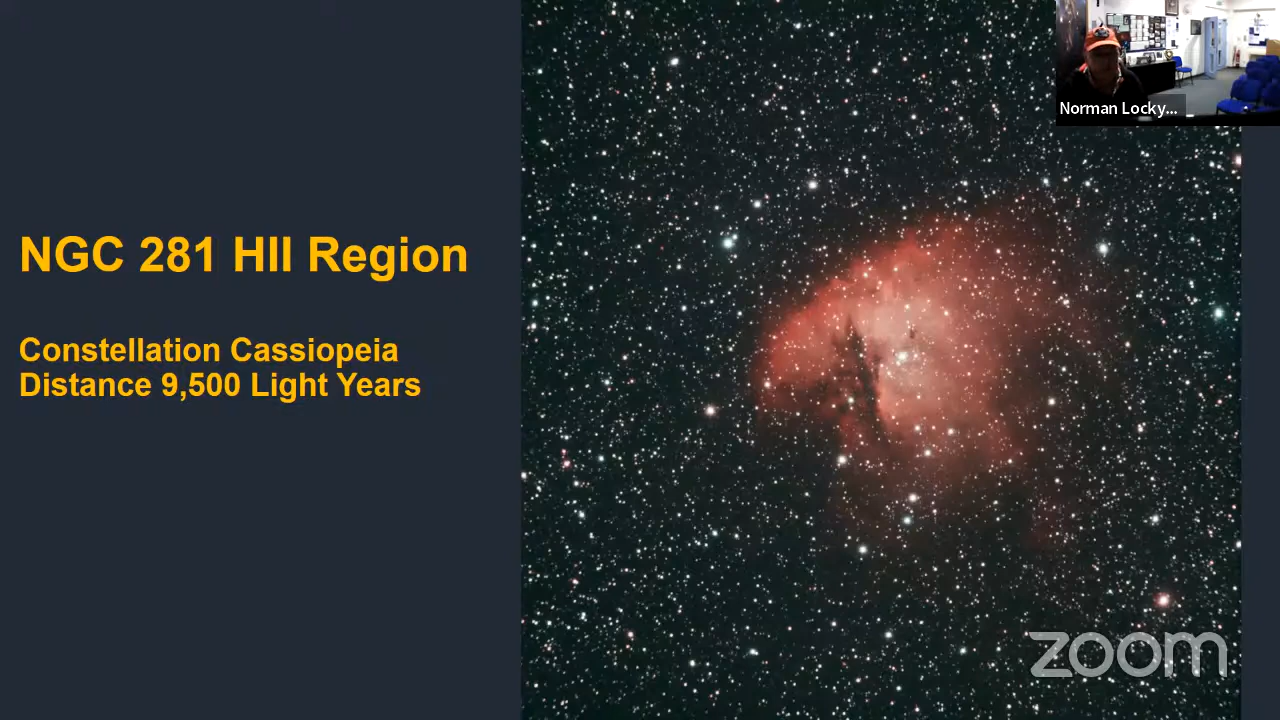 Norman Locky...
NGC 281 HII Region
Constellation Cassiopeia
Distance 9,500 Light Years
zoom